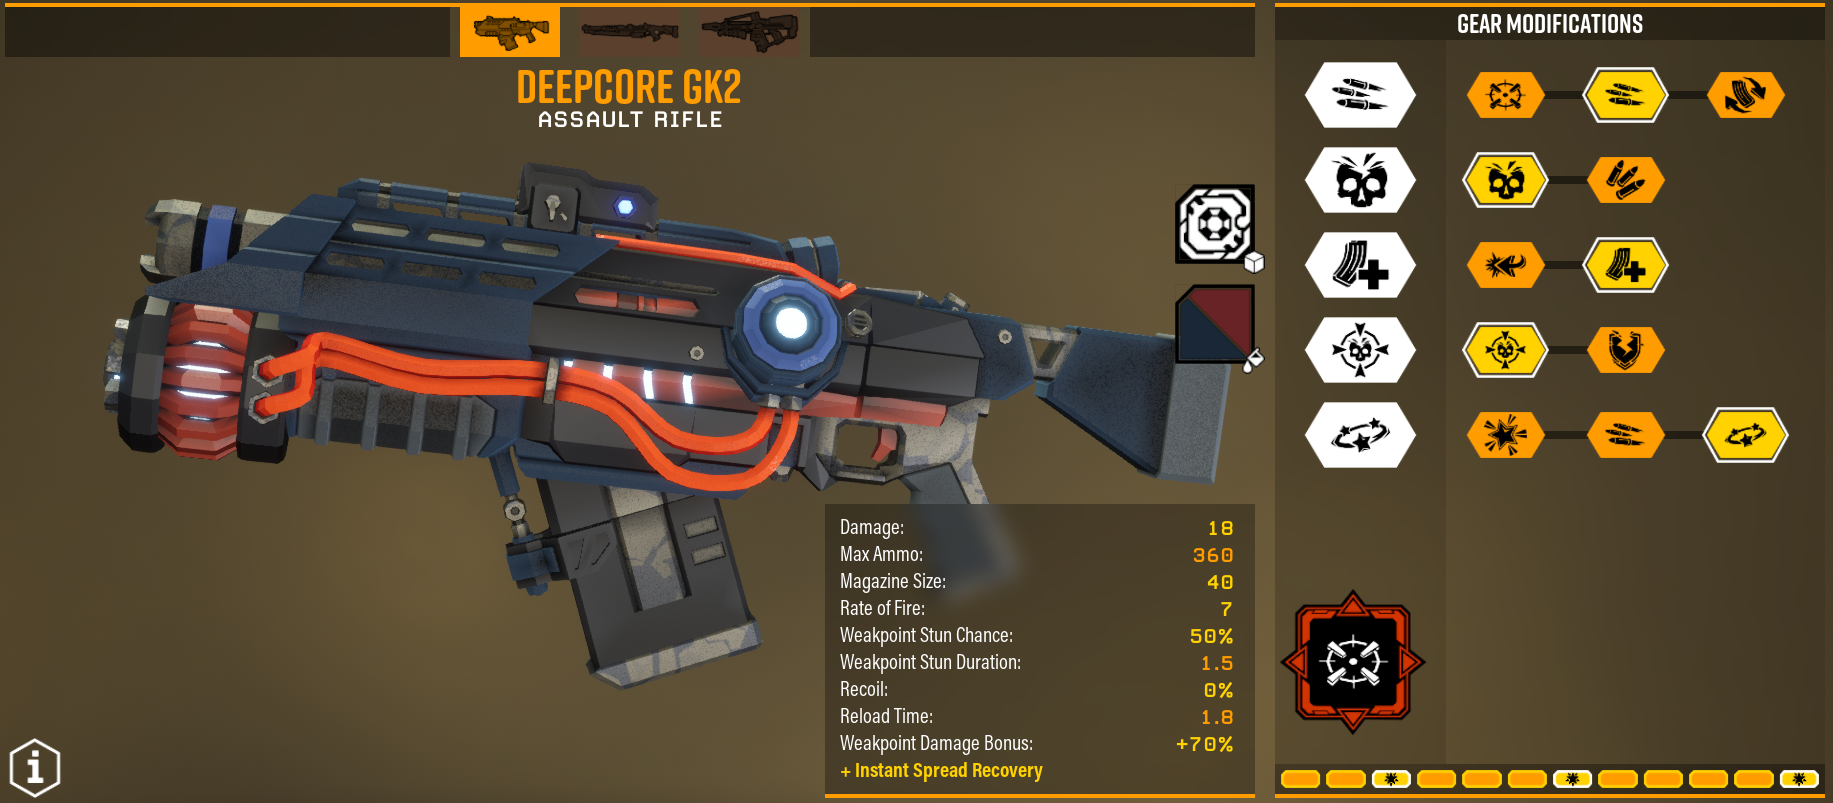 DEEPCORE GK2
ASSAULT RIFLE
Damage: 18
Max Ammo: 360
Magazine Size: 40
Rate of Fire: 7
Weakpoint Stun Chance: 50%
Weakpoint Stun Duration: 1.5
Recoil: 0%
Reload Time: 1.8
Weakpoint Damage Bonus: +70%
+ Instant Spread Recovery
GEAR MODIFICATIONS